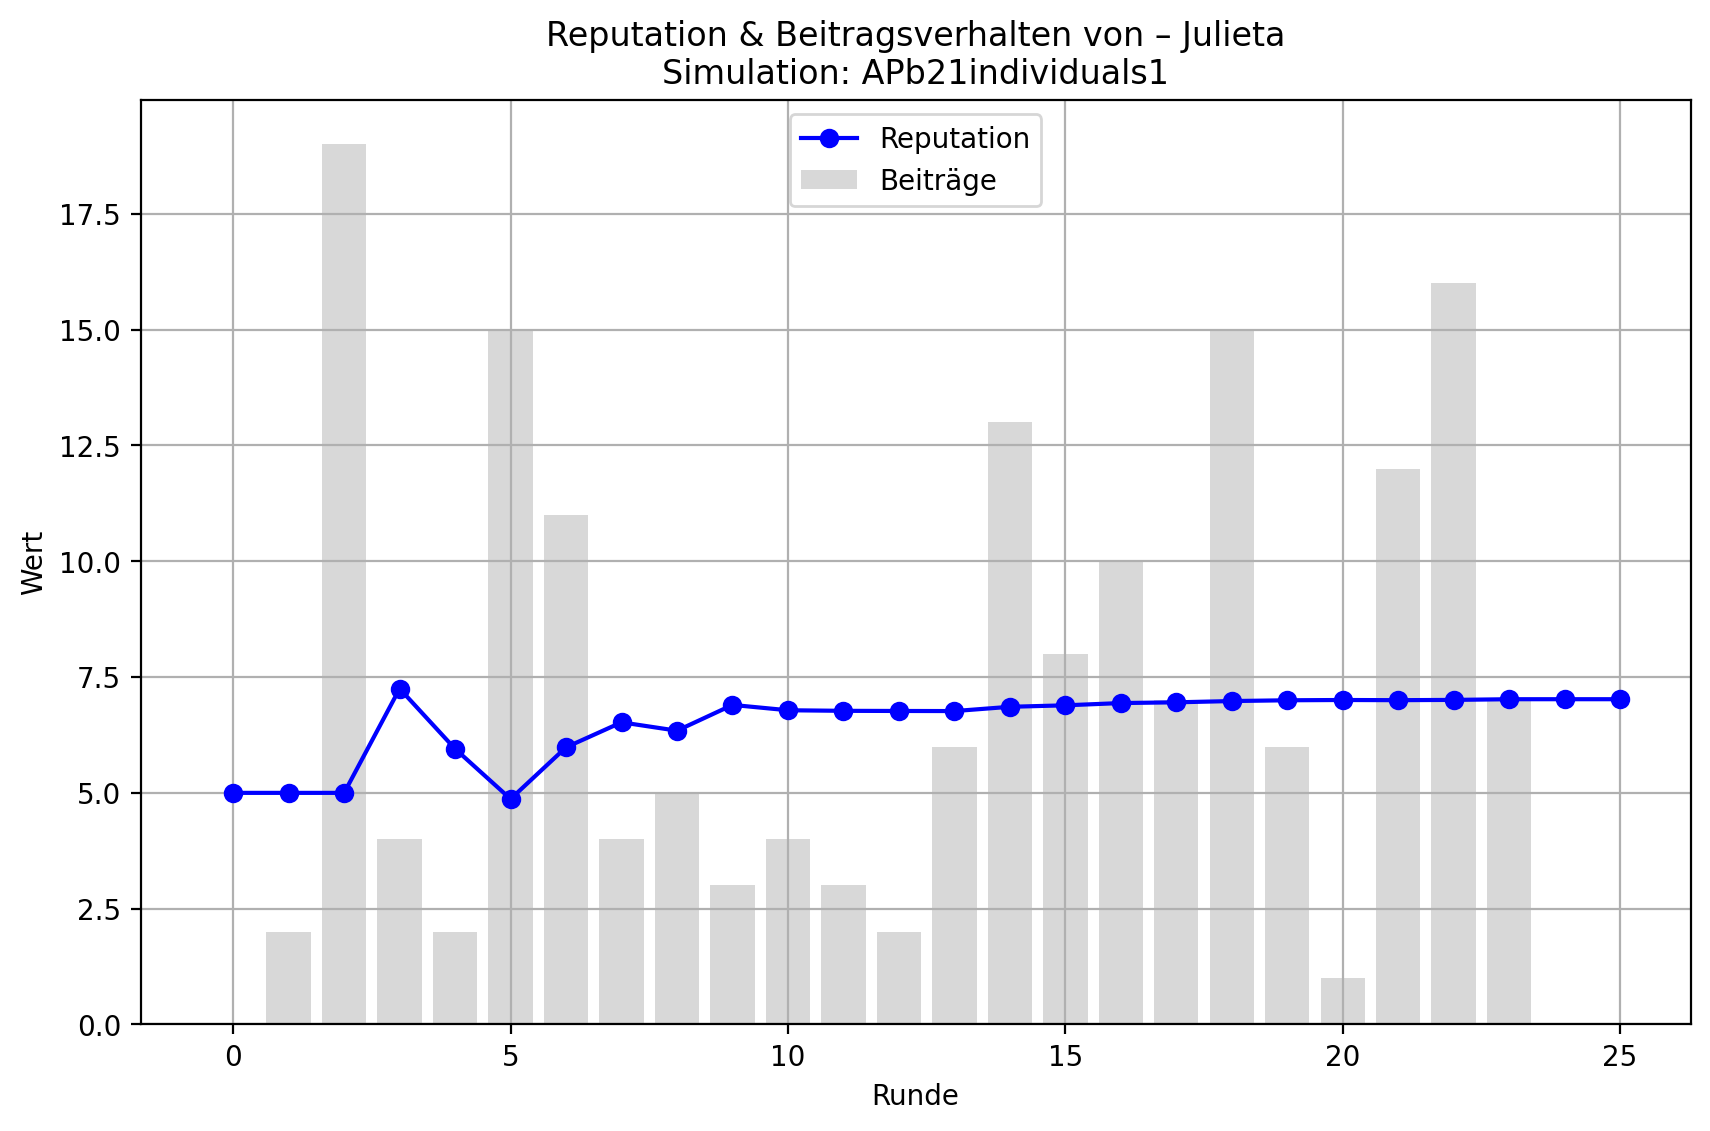 Reputation & Beitragsverhalten von – Julieta
Simulation: APb21individuals1
Reputation
Beiträge
Wert
17.5
15.0
12.5
10.0
7.5
5.0
2.5
0.0
0 5 10 15 20 25
Runde